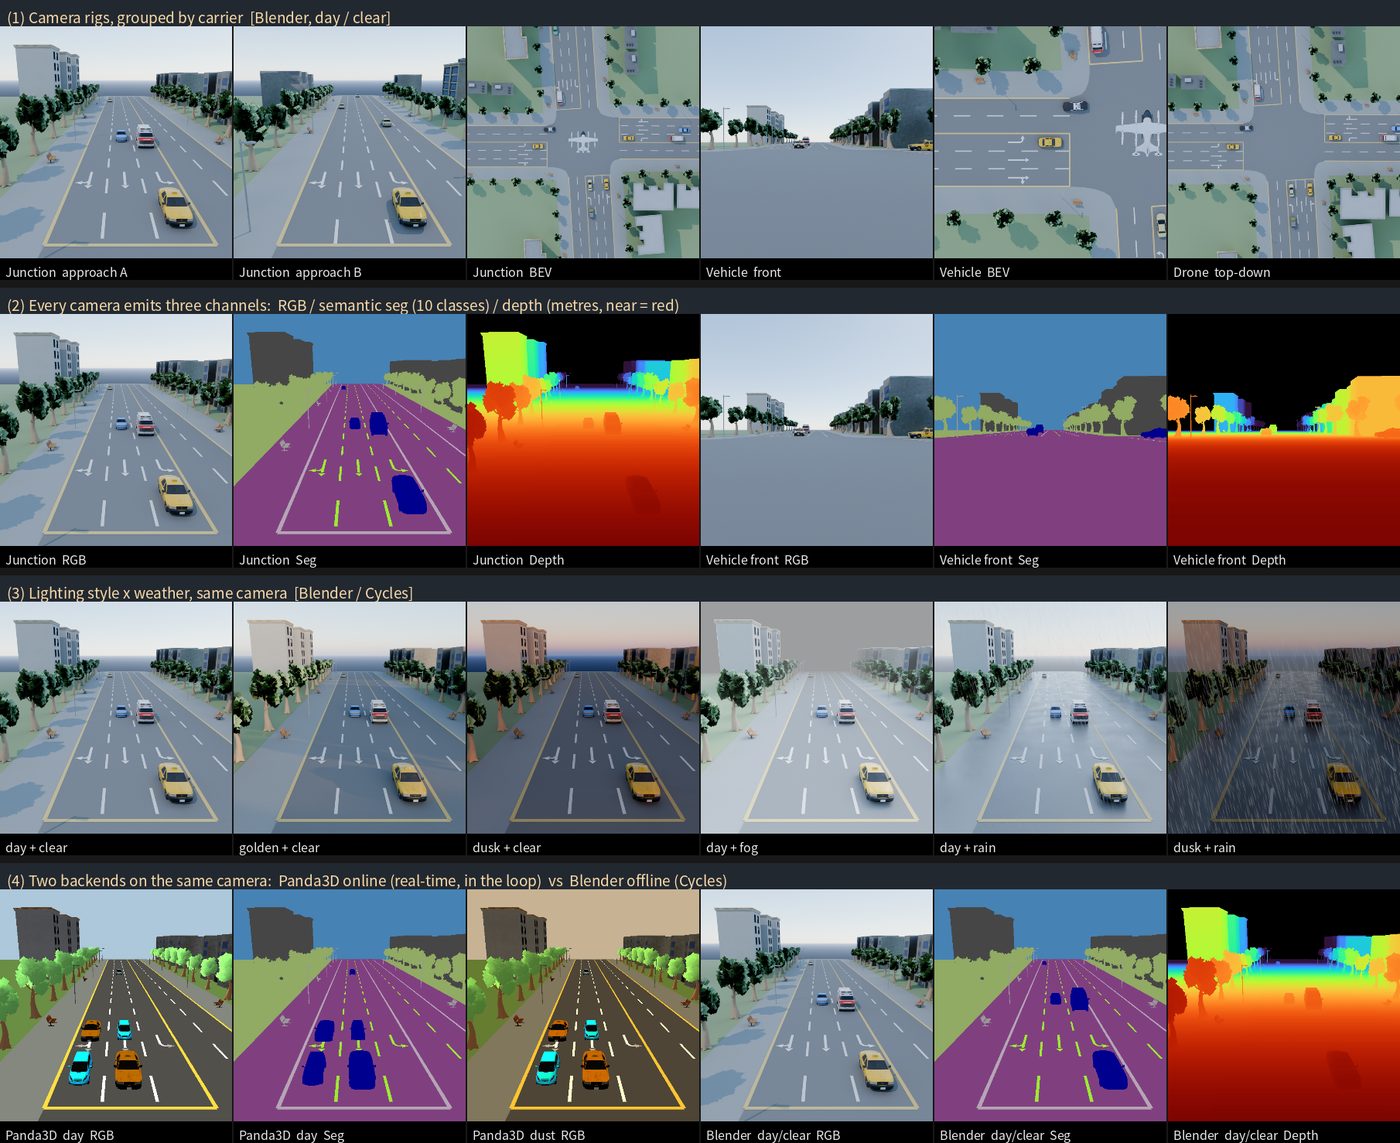 (1) Camera rigs, grouped by carrier [Blender, day / clear]
Junction approach A
Junction approach B
Junction BEV
Vehicle front
Vehicle BEV
Drone top-down
(2) Every camera emits three channels: RGB / semantic seg (10 classes) / depth (metres, near = red)
Junction RGB
Junction Seg
Junction Depth
Vehicle front RGB
Vehicle front Seg
Vehicle front Depth
(3) Lighting style x weather, same camera [Blender / Cycles]
day + clear
golden + clear
dusk + clear
day + fog
day + rain
dusk + rain
(4) Two backends on the same camera: Panda3D online (real-time, in the loop) vs Blender offline (Cycles)
Panda3D day RGB
Panda3D day Seg
Panda3D dust RGB
Blender day/clear RGB
Blender day/clear Seg
Blender day/clear Depth